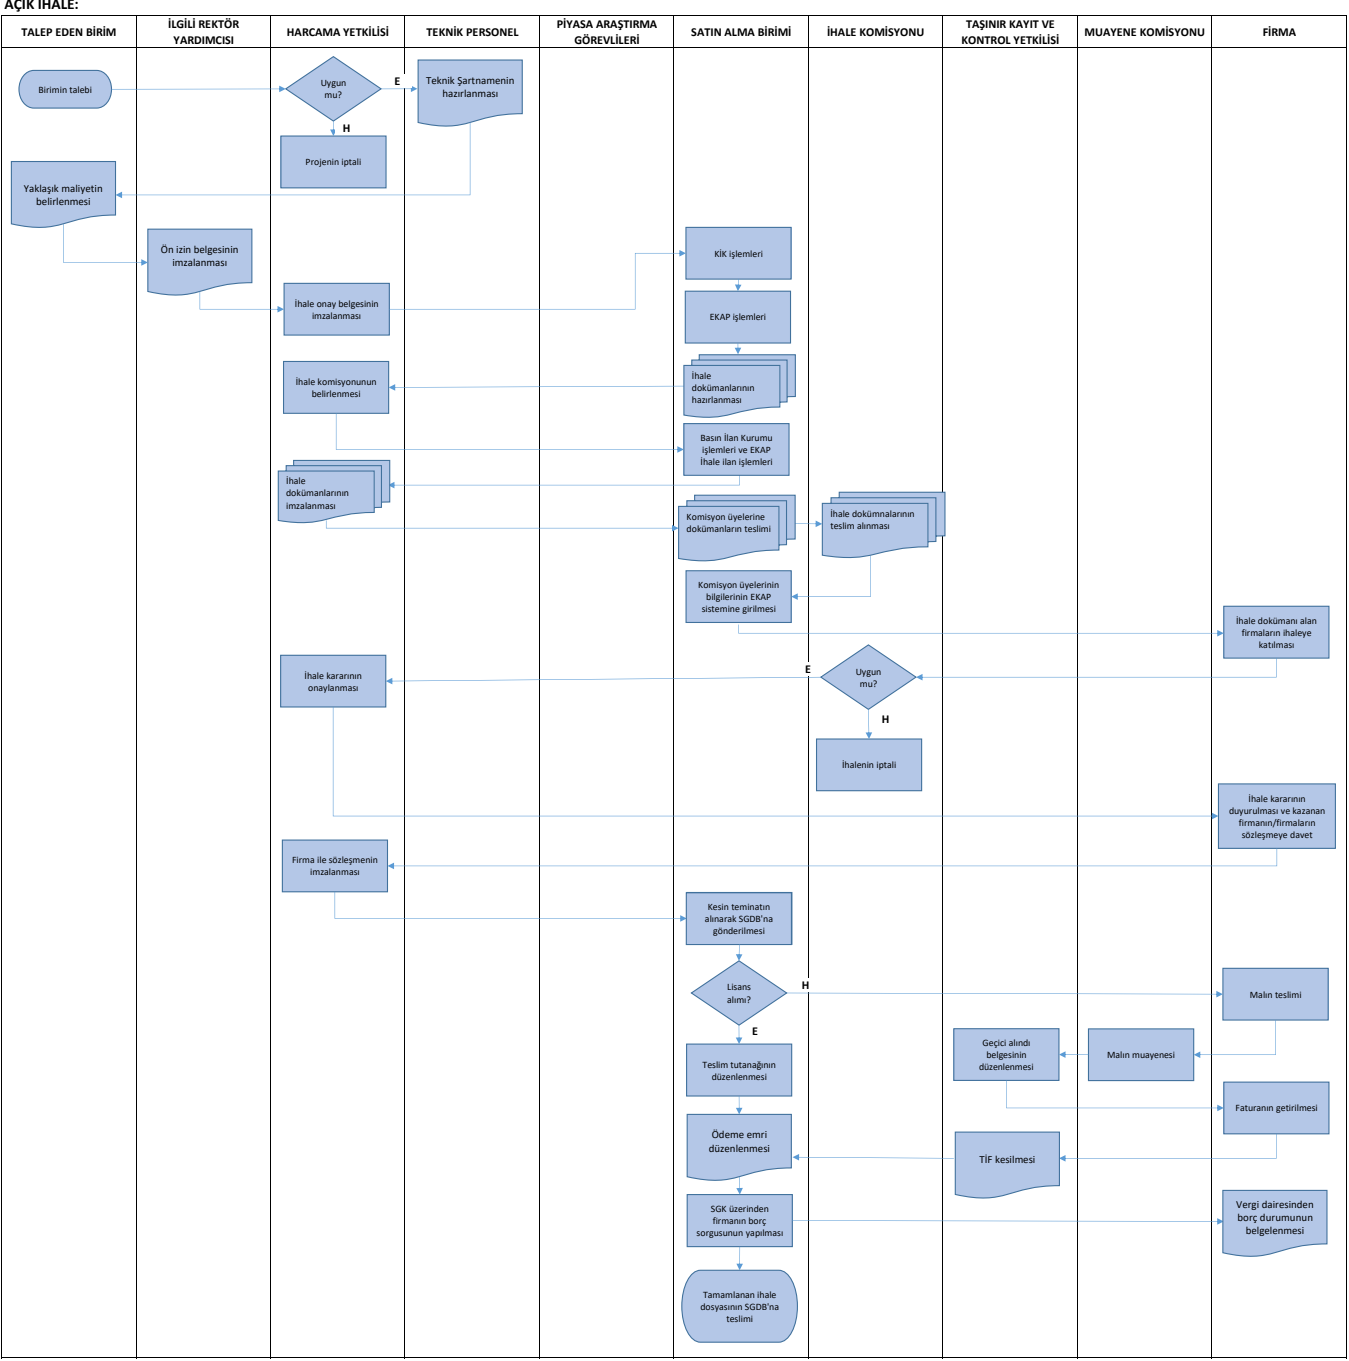 AÇIK İHALE:
TALEP EDEN BİRİM
İLGİLİ REKTÖR
YARDIMCISI
HARCAMA YETKİLİSİ
TEKNİK PERSONEL
PİYASA ARAŞTIRMA
GÖREVLİLERİ
SATIN ALMA BİRİMİ
İHALE KOMİSYONU
TAŞINIR KAYIT VE
KONTROL YETKİLİSİ
MUAYENE KOMİSYONU
FİRMA
Birimin talebi
Uygun
mu?
E
Teknik Şartnamenin
hazırlanması
H
Projenin iptali
Yaklaşık maliyetin
belirlenmesi
Ön izin belgesinin
imzalanması
KİK işlemleri
İhale onay belgesinin
imzalanması
EKAP işlemleri
İhale
dokümanlarının
hazırlanması
İhale komisyonunun
belirlenmesi
Basın İlan Kurumu
işlemleri ve EKAP
İhale ilan işlemleri
İhale
dokümanlarının
imzalanması
Komisyon üyelerine
dokümanların teslimi
İhale dokümnalarının
teslim alınması
Komisyon üyelerinin
bilgilerinin EKAP
sistemine girilmesi
İhale dokümanı alan
firmaların ihaleye
katılması
Uygun
mu?
E
İhale kararının
onaylanması
H
İhalenin iptali
İhale kararının
duyurulması ve kazanan
firmanın/firmaların
sözleşmeye davet
Firma ile sözleşmenin
imzalanması
Kesin teminatın
alınarak SGDB'na
gönderilmesi
Lisans
alımı?
H
Malın teslimi
E
Teslim tutanağının
düzenlenmesi
Geçici alındı
belgesinin
düzenlenmesi
Malın muayenesi
Faturanın getirilmesi
Ödeme emri
düzenlenmesi
TİF kesilmesi
SGK üzerinden
firmanın borç
sorgusunun yapılması
Vergi dairesinden
borç durumunun
belgelenmesi
Tamamlanan ihale
dosyasının SGDB'na
teslimi